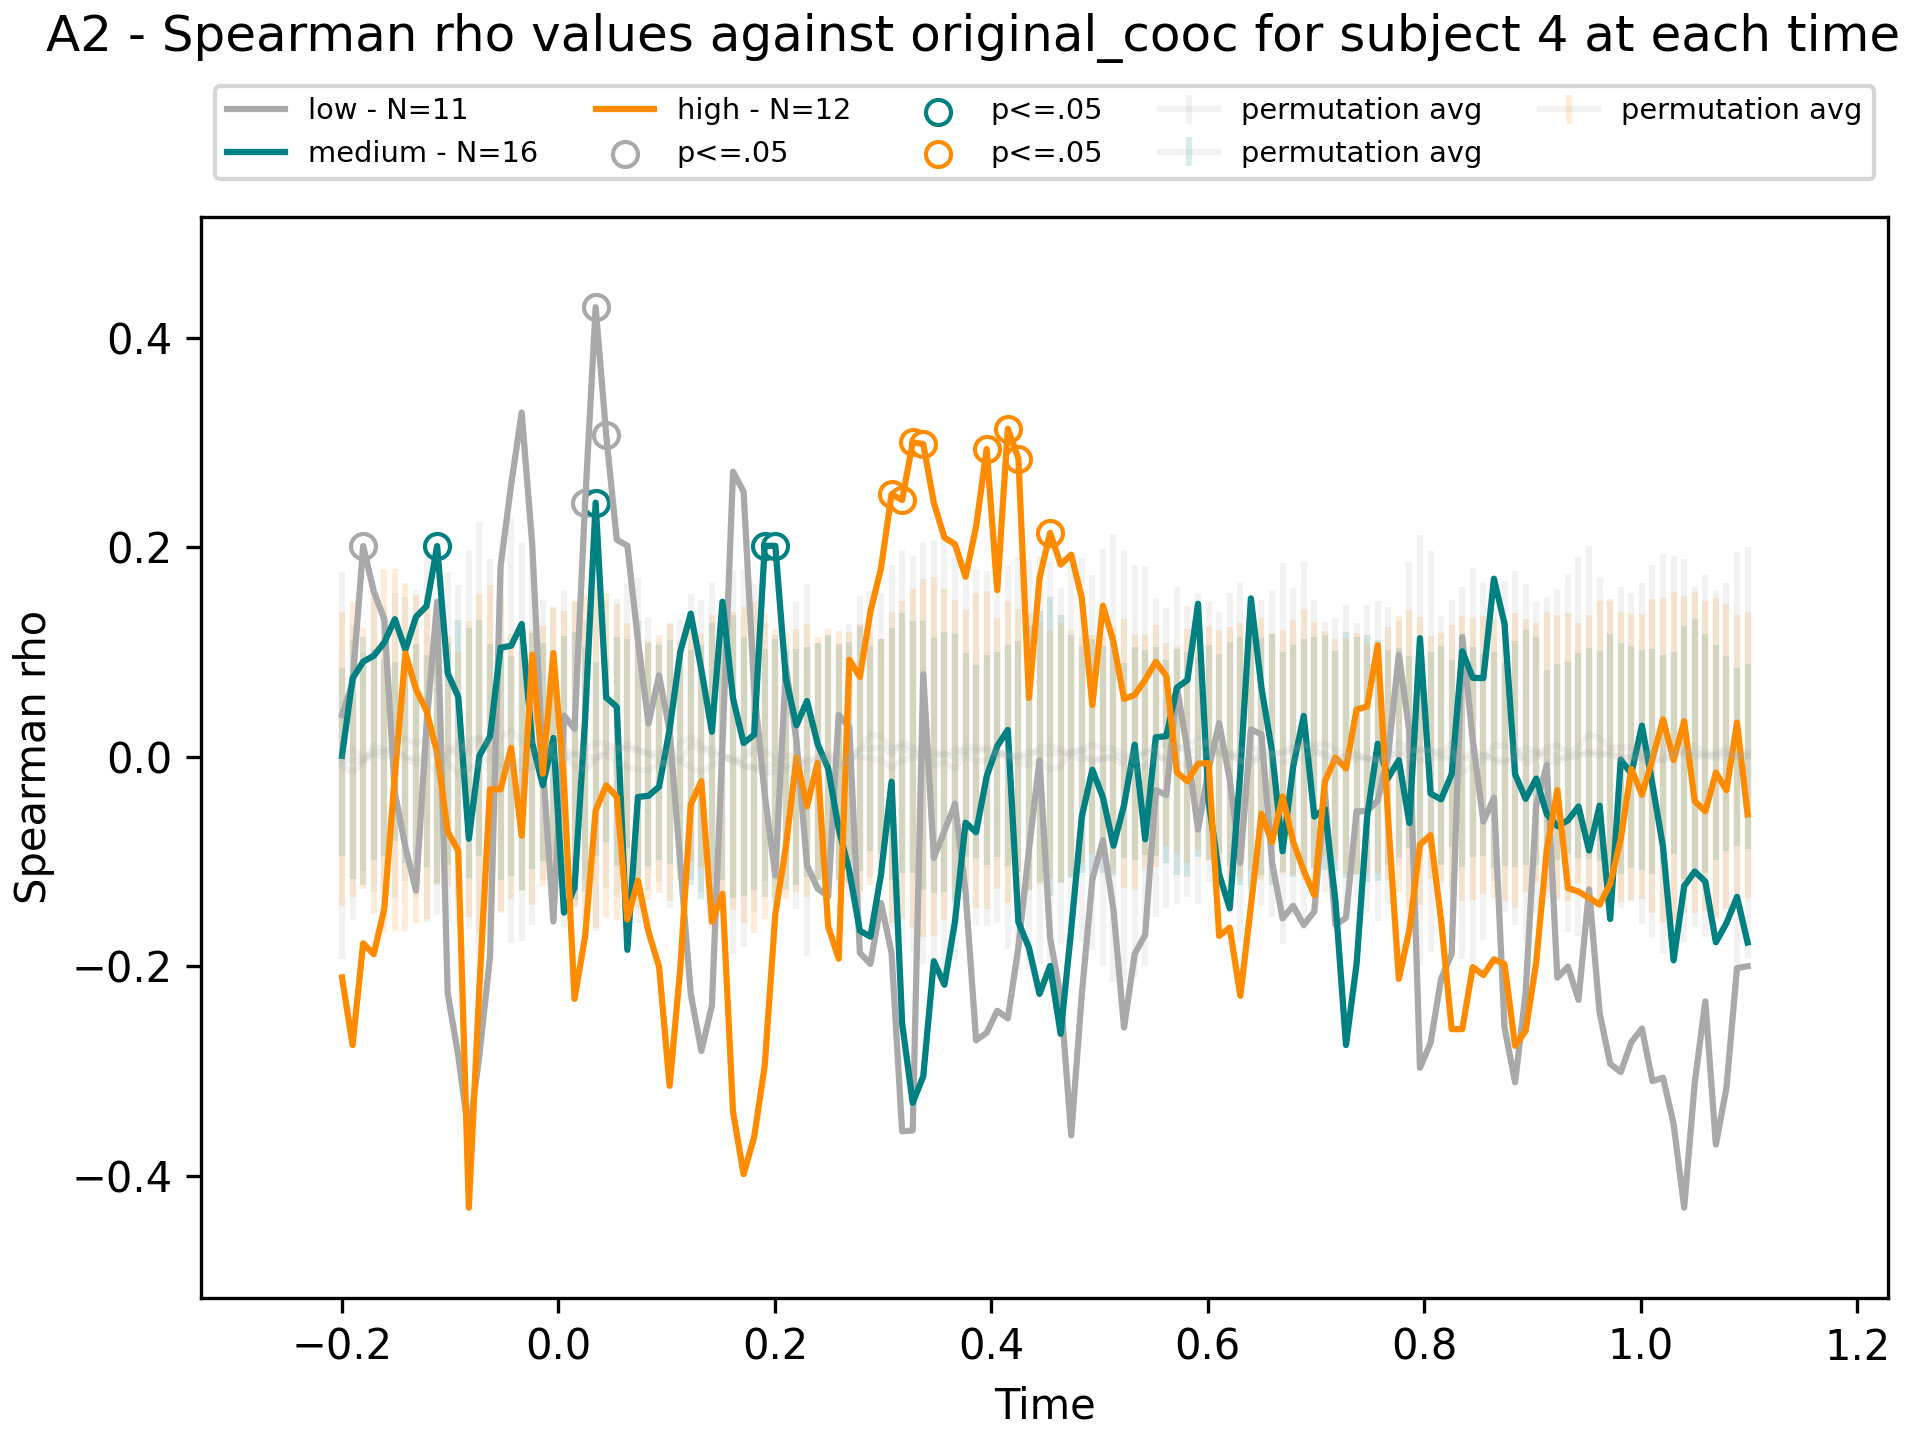 A2 - Spearman rho values against original_cooc for subject 4 at each time
low - N=11 high - N=12 p<=.05 permutation avg permutation avg
medium - N=16 p<=.05 p<=.05 permutation avg
Spearman rho
0.4
0.2
0.0
−0.2
−0.4
−0.2 0.0 0.2 0.4 0.6 0.8 1.0 1.2
Time